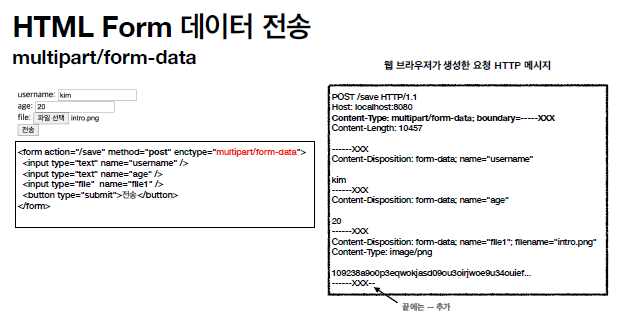 HTML Form 데이터 전송
multipart/form-data
username: kim
age: 20
file: 파일 선택 intro.png
전송
<form action="/save" method="post" enctype="multipart/form-data">
<input type="text" name="username" />
<input type="text" name="age" />
<input type="file" name="file1" />
<button type="submit">전송</button>
</form>
웹 브라우저가 생성한 요청 HTTP 메시지
POST /save HTTP/1.1
Host: localhost:8080
Content-Type: multipart/form-data; boundary=-----XXX
Content-Length: 10457
------XXX
Content-Disposition: form-data; name="username"
kim
------XXX
Content-Disposition: form-data; name="age"
20
------XXX
Content-Disposition: form-data; name="file1"; filename="intro.png"
Content-Type: image/png
109238a9o0p3eqwokjasd09ou3oirjwoe9u34ouief...
------XXX--
끝에는 -- 추가